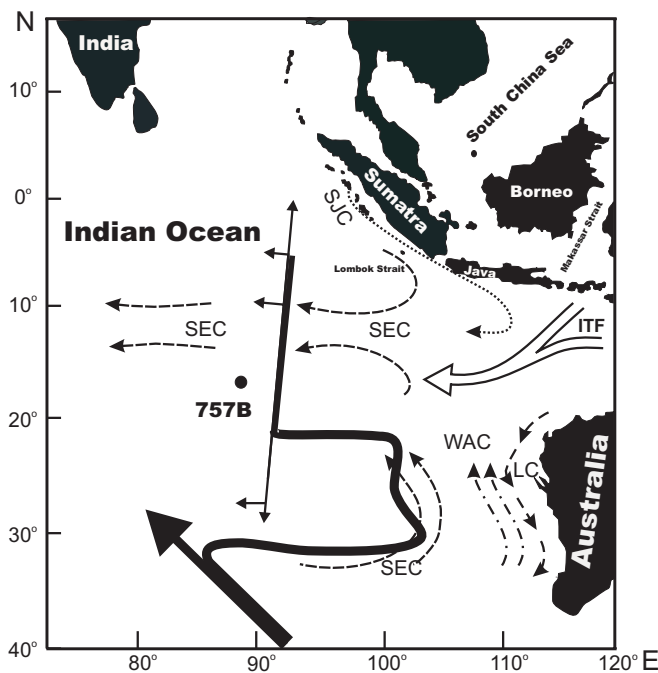 N
India
South China Sea
10°
Borneo
Sumatra
SJC
0°
Makassar Strait
Indian Ocean
Java
Lombok Strait
10°
SEC
SEC
ITF
757B
20°
WAC
LC
Australia
30°
SEC
40°
80°
90°
100°
110°
120° E